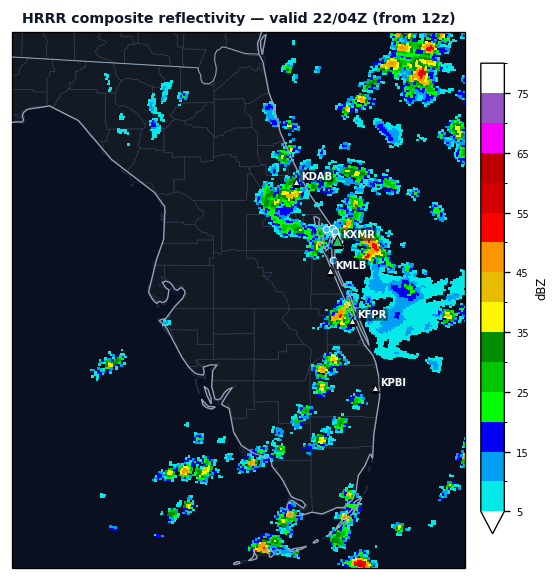 HRRR composite reflectivity — valid 22/04Z (from 12z)
KDAB
KXMR
KMLB
KFPR
KPBI
75
65
55
45
35
25
15
5
dBZ